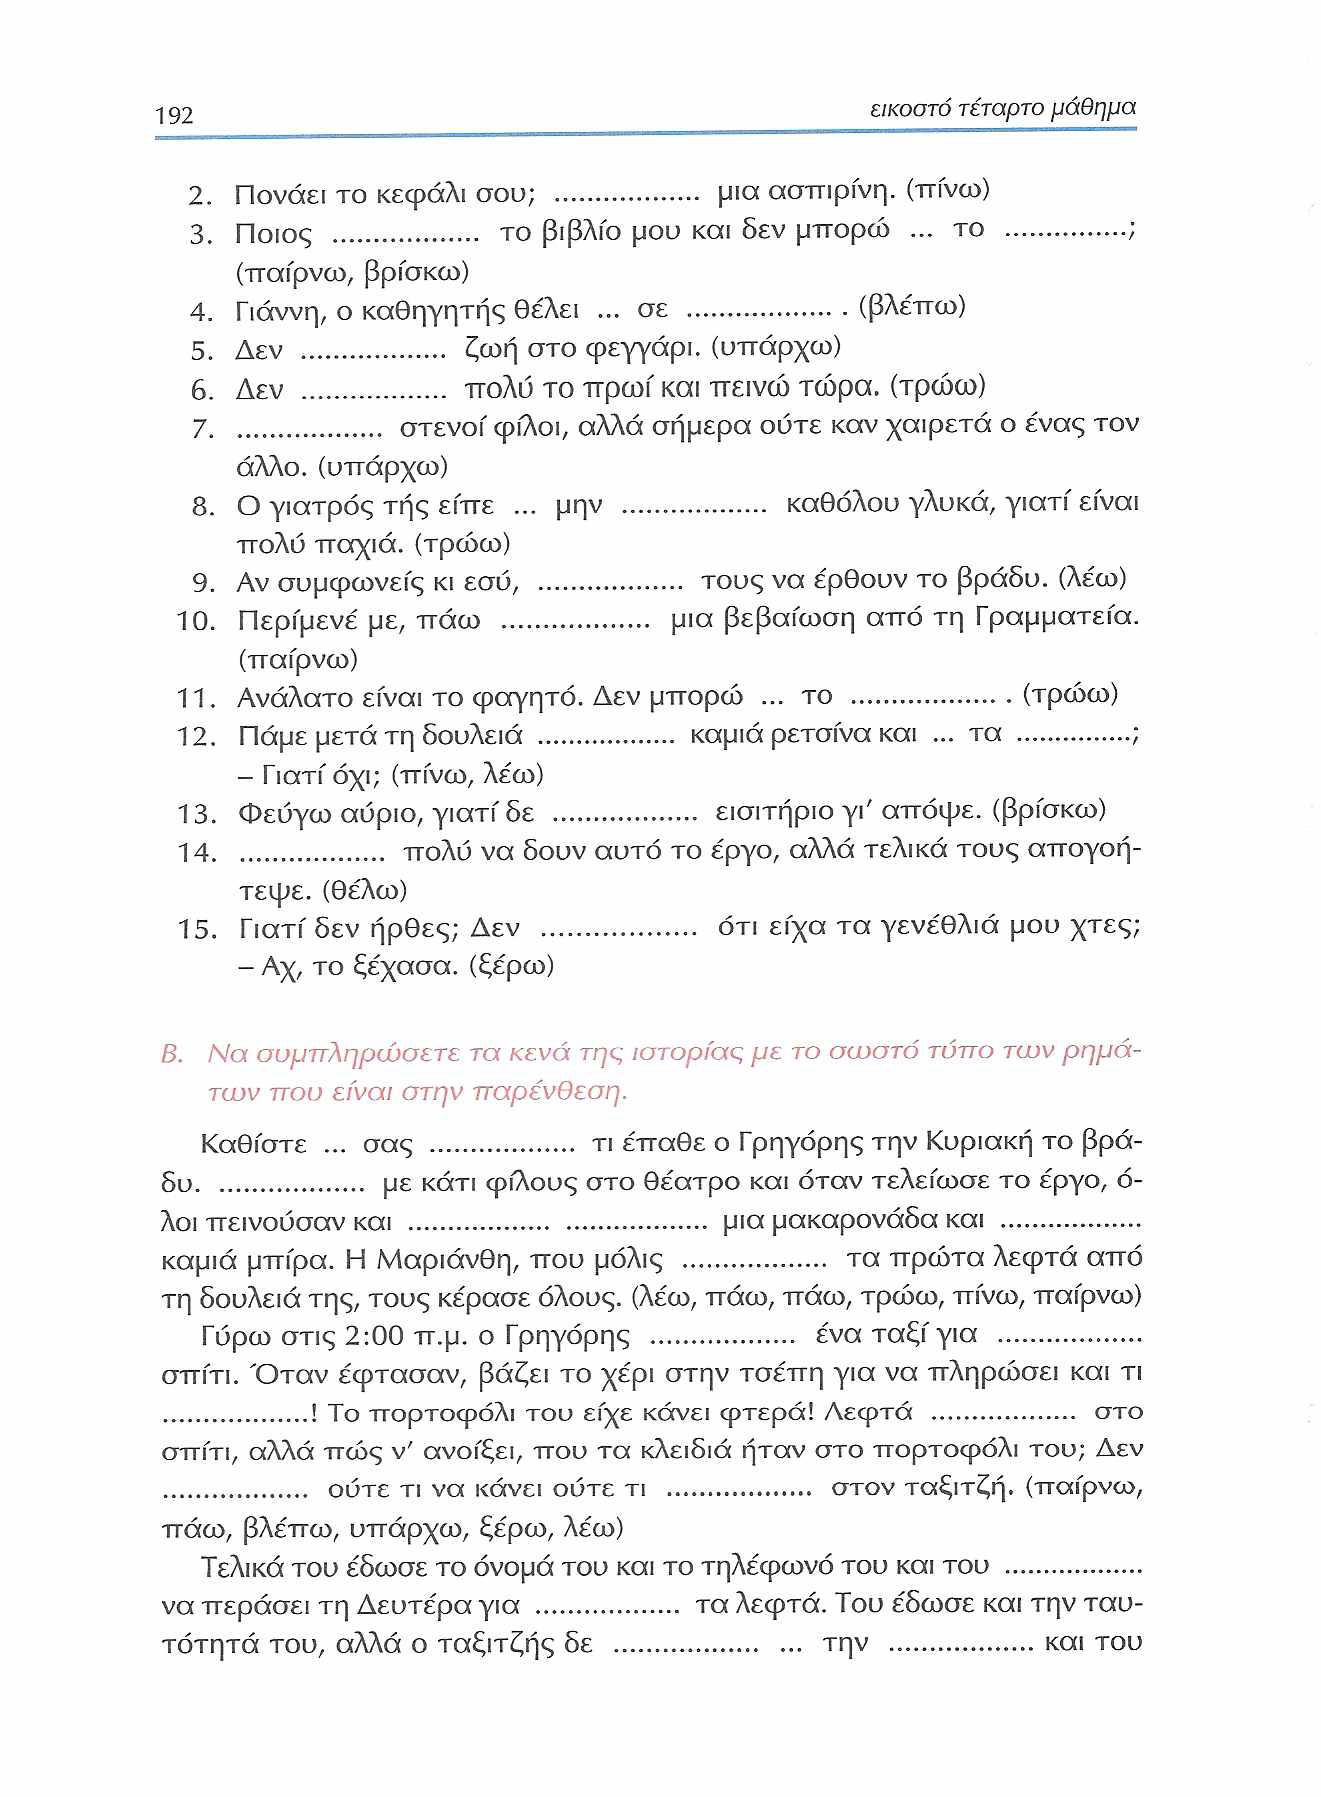 192 εικοστό τέταρτο μάθημα
2. Πονάει το κεφάλι σου; .................. μια ασπιρίνη. (πίνω)
3. Ποιος .................. το βιβλίο μου και δεν μπορώ ... το ...............;
(παίρνω, βρίσκω)
4. Γιάννη, ο καθηγητής θέλει ... σε .................. . (βλέπω)
5. Δεν .................. ζωή στο φεγγάρι. (υπάρχω)
6. Δεν .................. πολύ το πρωί και πεινώ τώρα. (τρώω)
7. .................. στενοί φίλοι, αλλά σήμερα ούτε καν χαιρετά ο ένας τον
άλλο. (υπάρχω)
8. Ο γιατρός τής είπε ... μην .................. καθόλου γλυκά, γιατί είναι
πολύ παχιά. (τρώω)
9. Αν συμφωνείς κι εσύ, .................. τους να έρθουν το βράδυ. (λέω)
10. Περίμενέ με, πάω .................. μια βεβαίωση από τη Γραμματεία.
(παίρνω)
11. Ανάλατο είναι το φαγητό. Δεν μπορώ ... το .................. . (τρώω)
12. Πάμε μετά τη δουλειά ................. καμιά ρετσίνα και ... τα ..............;
– Γιατί όχι; (πίνω, λέω)
13. Φεύγω αύριο, γιατί δε .................. εισιτήριο γι' απόψε. (βρίσκω)
14. .................. πολύ να δουν αυτό το έργο, αλλά τελικά τους απογοή-
τεψε. (θέλω)
15. Γιατί δεν ήρθες; Δεν ................... ότι είχα τα γενέθλιά μου χτες;
– Αχ, το ξέχασα. (ξέρω)
Β. Να συμπληρώσετε τα κενά της ιστορίας με το σωστό τύπο των ρημά-
των που είναι στην παρένθεση.
Καθίστε ... σας .................. τι έπαθε ο Γρηγόρης την Κυριακή το βρά-
δυ. .................. με κάτι φίλους στο θέατρο και όταν τελείωσε το έργο, ό-
λοι πεινούσαν και .................. .................. μια μακαρονάδα και ..................
καμιά μπίρα. Η Μαριάνθη, που μόλις .................. τα πρώτα λεφτά από
τη δουλειά της, τους κέρασε όλους. (λέω, πάω, πάω, τρώω, πίνω, παίρνω)
Γύρω στις 2:00 π.μ. ο Γρηγόρης .................. ένα ταξί για ..................
σπίτι. Όταν έφτασαν, βάζει το χέρι στην τσέπη για να πληρώσει και τι
..................! Το πορτοφόλι του είχε κάνει φτερά! Λεφτά .................. στο
σπίτι, αλλά πώς ν' ανοίξει, που τα κλειδιά ήταν στο πορτοφόλι του; Δεν
.................. ούτε τι να κάνει ούτε τι .................. στον ταξιτζή. (παίρνω,
πάω, βλέπω, υπάρχω, ξέρω, λέω)
Τελικά του έδωσε το όνομά του και το τηλέφωνό του και του .................
να περάσει τη Δευτέρα για .................. τα λεφτά. Του έδωσε και την ταυ-
τότητά του, αλλά ο ταξιτζής δε .................. ... την .................. και του